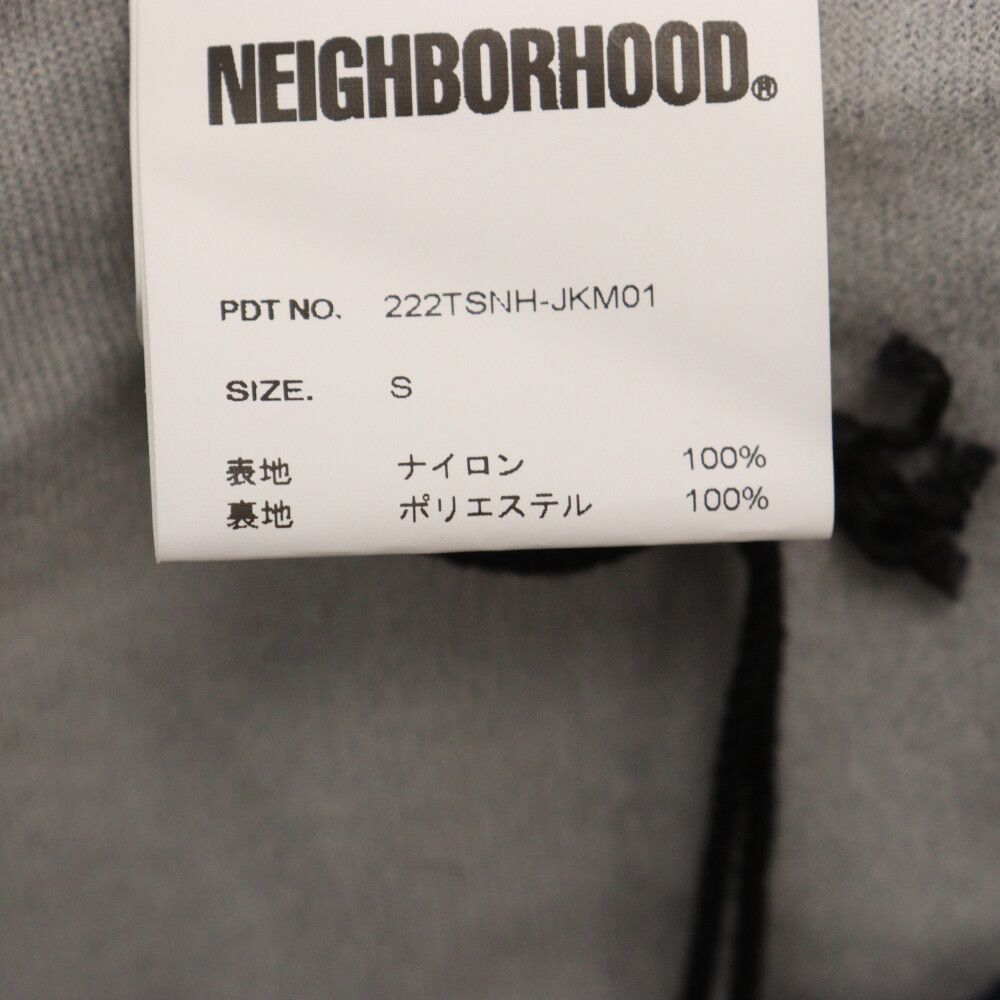 NEIGHBORHOOD®
PDT NO. 222TSNH-JKM01
SIZE. S
表地 ナイロン 100%
裏地 ポリエステル 100%